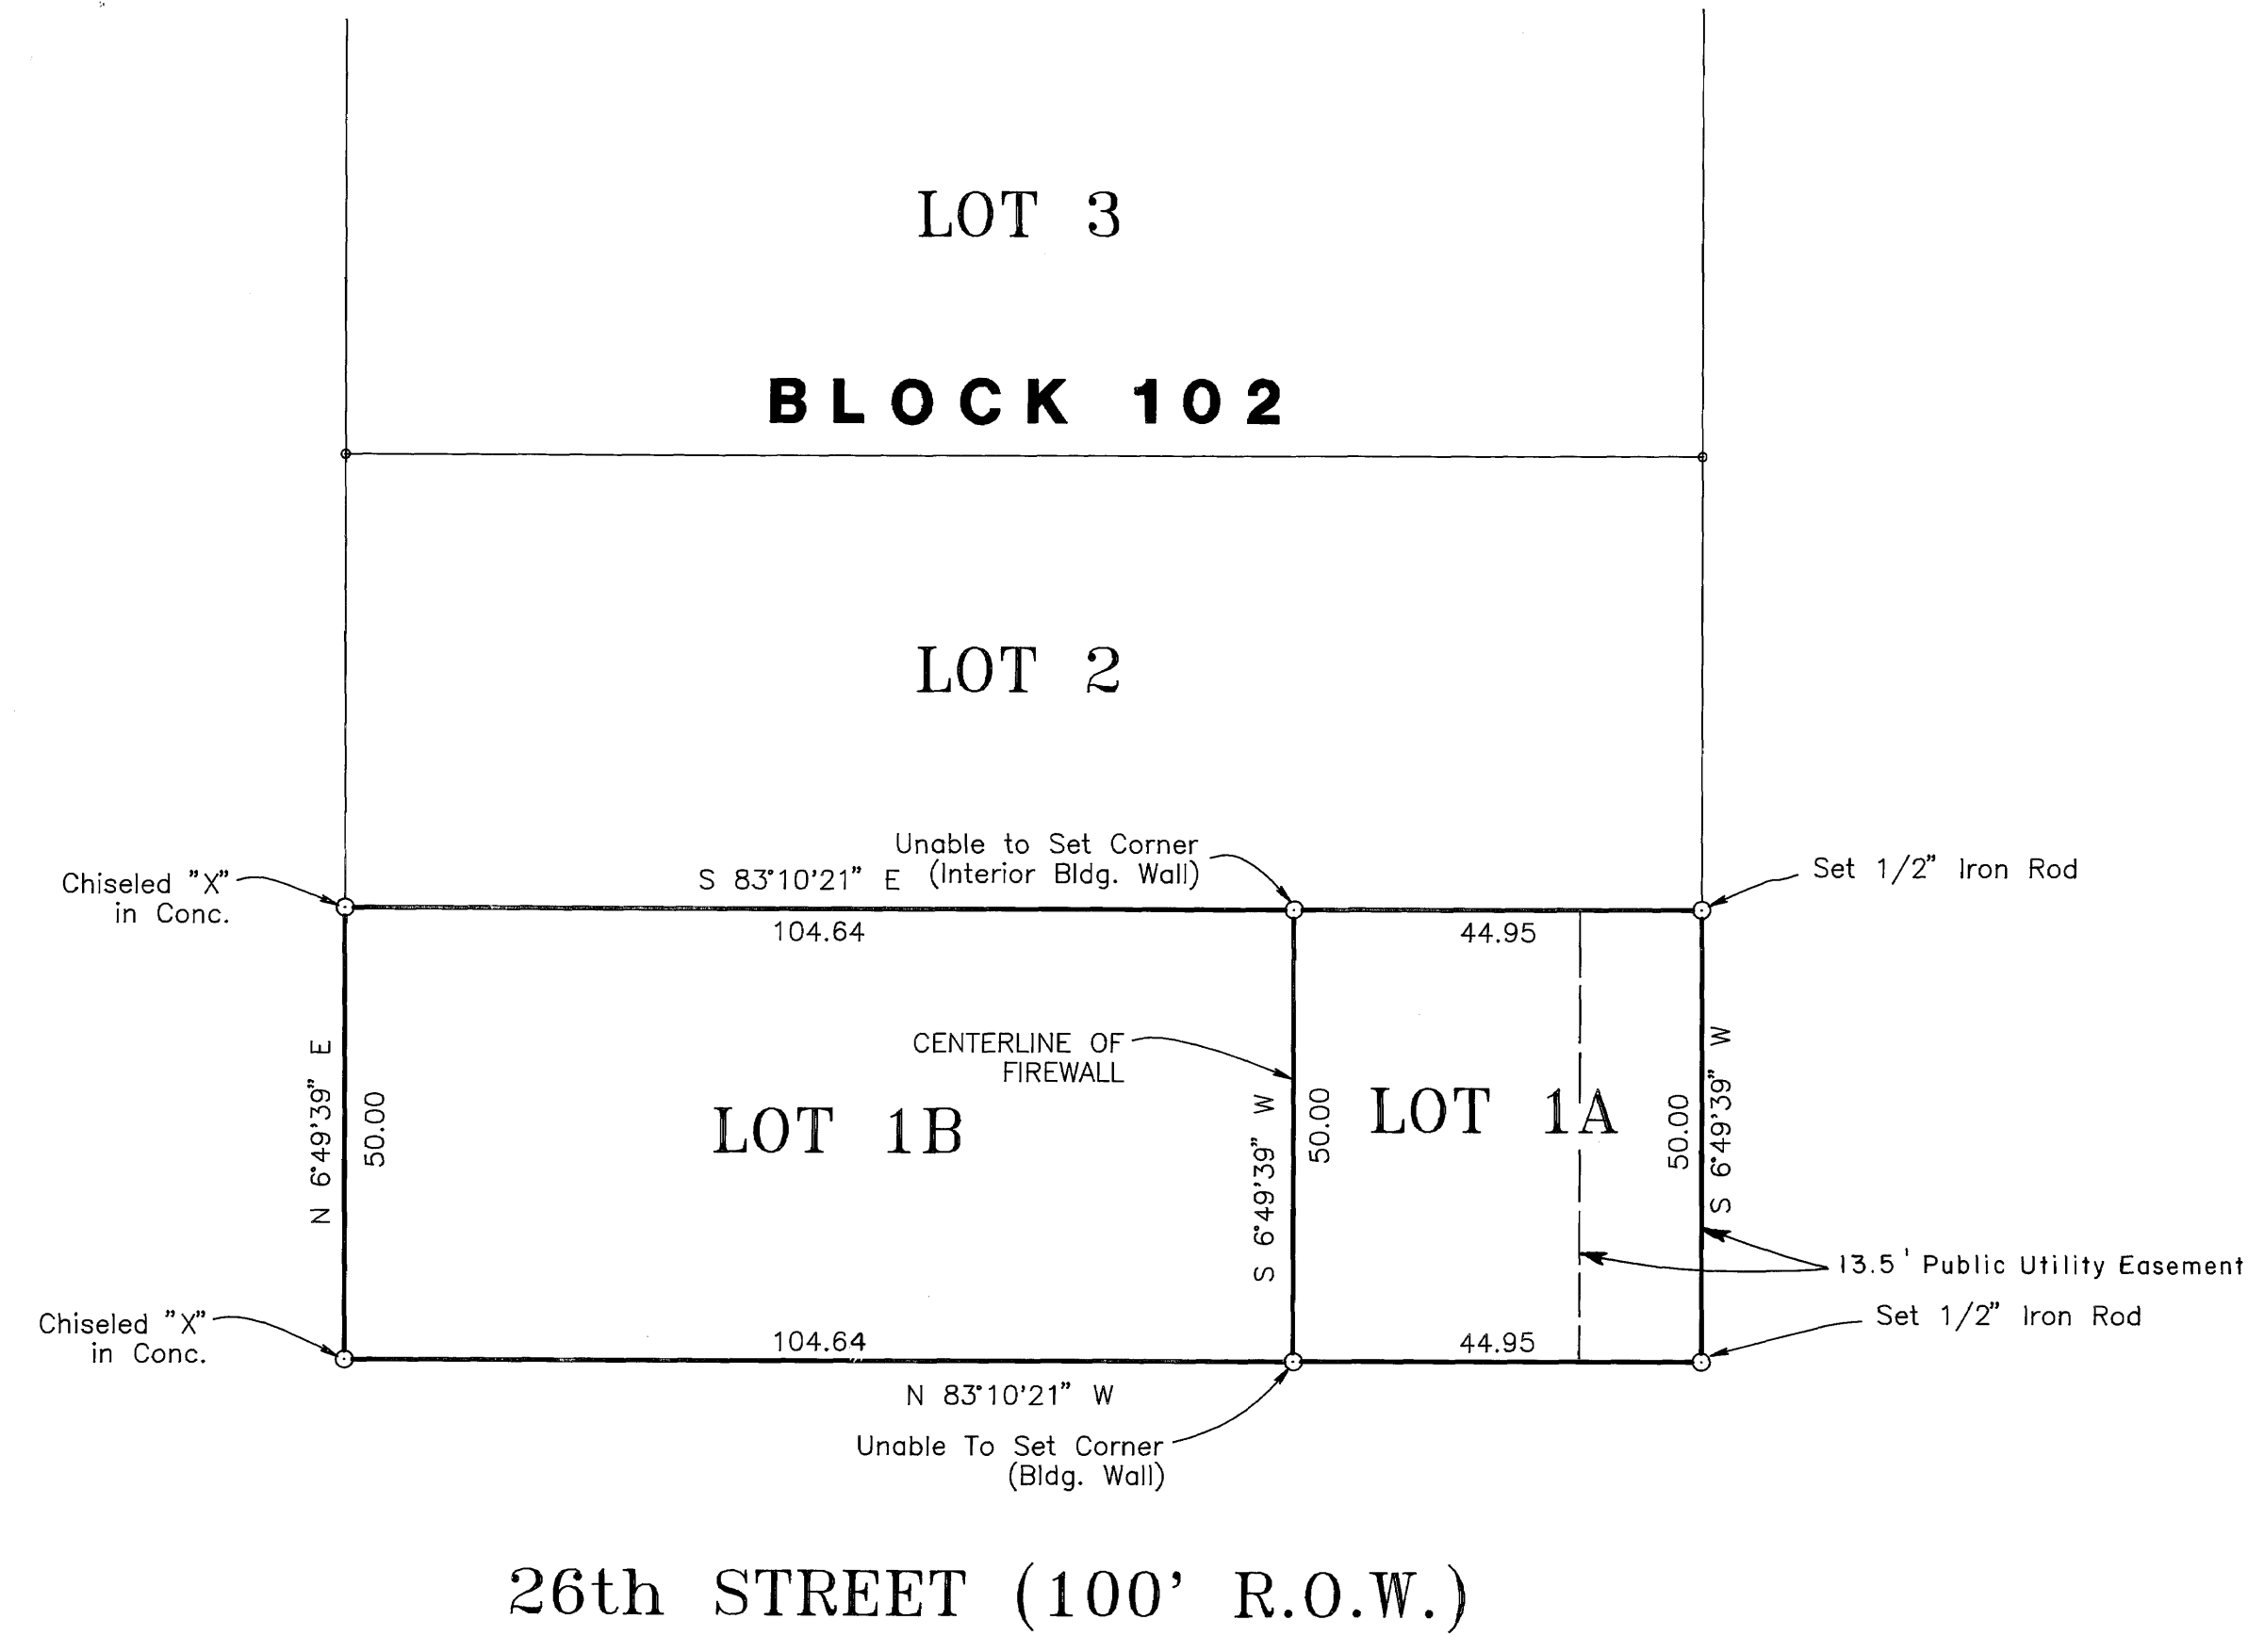 LOT 3
BLOCK 102
LOT 2
Unable to Set Corner
(Interior Bldg. Wall)
S 83°10'21" E
Chiseled "X"
in Conc.
Set 1/2" Iron Rod
104.64
44.95
CENTERLINE OF
FIREWALL
N 6°49'39" E
50.00
LOT 1B
S 6°49'39" W
50.00
LOT 1A
50.00
S 6°49'39" W
13.5' Public Utility Easement
Set 1/2" Iron Rod
Chiseled "X"
in Conc.
104.64
44.95
N 83°10'21" W
Unable To Set Corner
(Bldg. Wall)
26th STREET (100' R.O.W.)